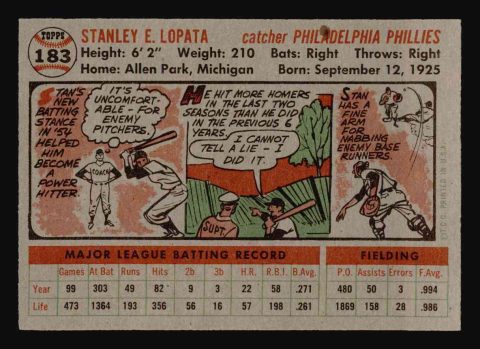 TOPPS
183
STANLEY E. LOPATA catcher PHILADELPHIA PHILLIES
Height: 6' 2" Weight: 210 Bats: Right Throws: Right
Home: Allen Park, Michigan Born: September 12, 1925
STAN'S
NEW
BATTING
STANCE
IN '54
HELPED
HIM
BECOME
A
POWER
HITTER.
IT'S
UNCOMFORT-
ABLE - FOR
ENEMY
PITCHERS.
COACH
HE HIT MORE HOMERS
IN THE LAST TWO
SEASONS THAN HE DID
IN THE PREVIOUS 6
YEARS.
I CANNOT
TELL A LIE - I
DID IT.
SUPT.
STAN
HAS A
FINE
ARM
FOR
NABBING
ENEMY BASE
RUNNERS.
©T.C.G. PRINTED IN U.S.A.
MAJOR LEAGUE BATTING RECORD FIELDING
Games At Bat Runs Hits 2b 3b H.R. R.B.I. B.Avg. P.O. Assists Errors F.Avg.
Year 99 303 49 82 9 3 22 58 .271 480 50 3 .994
Life 473 1364 193 356 56 16 57 198 .261 1869 158 28 .986